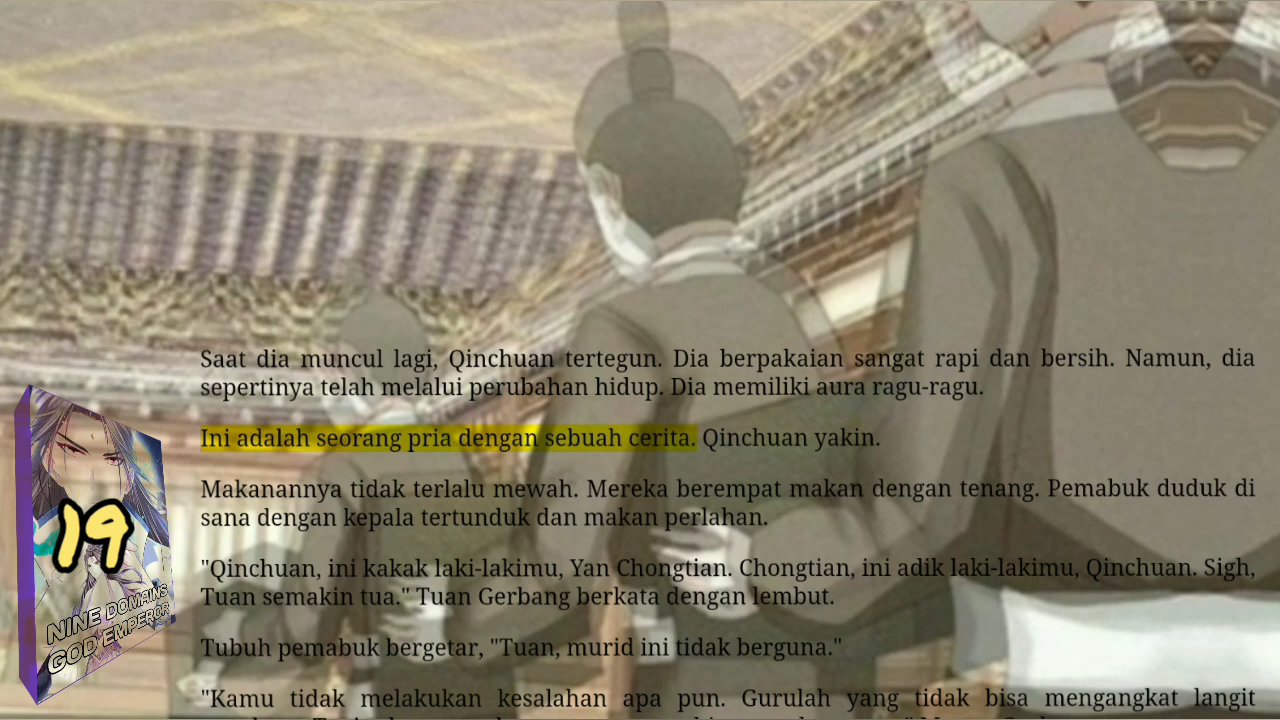 Saat dia muncul lagi, Qinchuan tertegun. Dia berpakaian sangat rapi dan bersih. Namun, dia
sepertinya telah melalui perubahan hidup. Dia memiliki aura ragu-ragu.
Ini adalah seorang pria dengan sebuah cerita. Qinchuan yakin.
Makanannya tidak terlalu mewah. Mereka berempat makan dengan tenang. Pemabuk duduk di
sana dengan kepala tertunduk dan makan perlahan.
"Qinchuan, ini kakak laki-lakimu, Yan Chongtian. Chongtian, ini adik laki-lakimu, Qinchuan. Sigh,
Tuan semakin tua." Tuan Gerbang berkata dengan lembut.
Tubuh pemabuk bergetar, "Tuan, murid ini tidak berguna."
"Kamu tidak melakukan kesalahan apa pun. Gurulah yang tidak bisa mengangkat langit
19
NINE DOMAINS
GOD EMPEROR